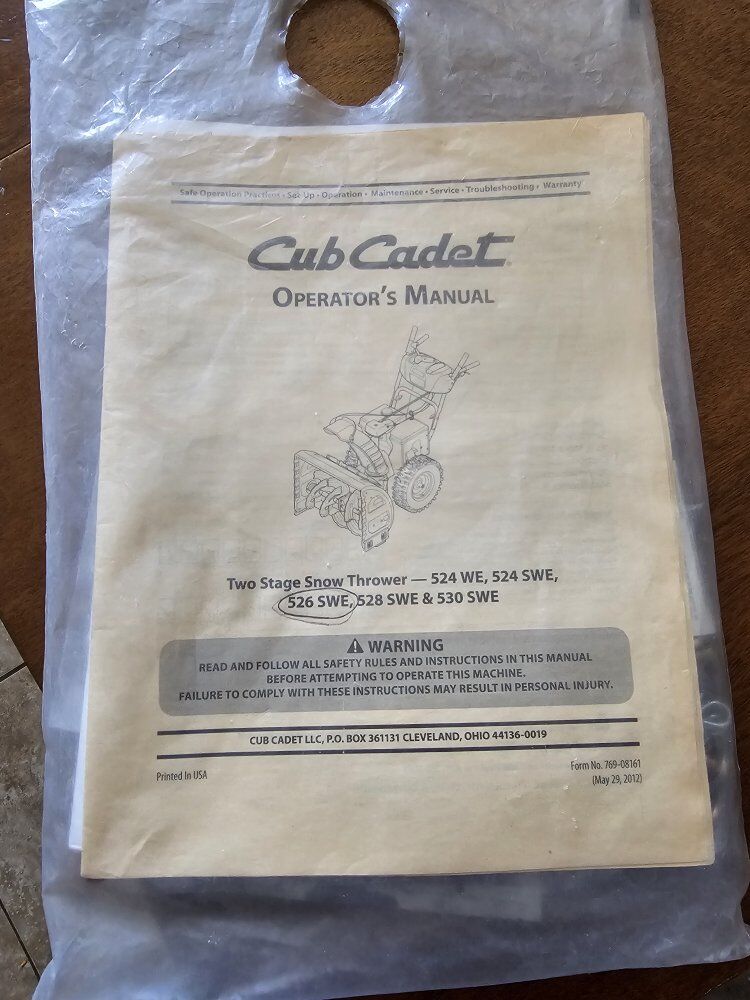 Safe Operation Practices • Set-Up • Operation • Maintenance • Service • Troubleshooting • Warranty
Cub Cadet
OPERATOR'S MANUAL
Two Stage Snow Thrower — 524 WE, 524 SWE,
526 SWE, 528 SWE & 530 SWE
WARNING
READ AND FOLLOW ALL SAFETY RULES AND INSTRUCTIONS IN THIS MANUAL
BEFORE ATTEMPTING TO OPERATE THIS MACHINE.
FAILURE TO COMPLY WITH THESE INSTRUCTIONS MAY RESULT IN PERSONAL INJURY.
CUB CADET LLC, P.O. BOX 361131 CLEVELAND, OHIO 44136-0019
Printed In USA
Form No. 769-08161
(May 29, 2012)